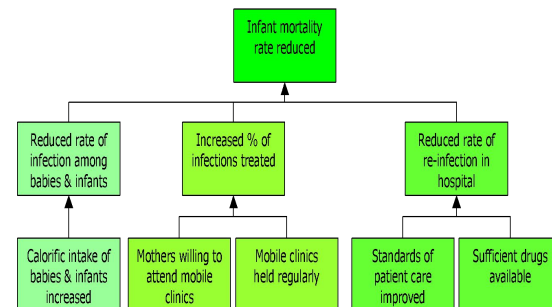 Infant mortality
rate reduced
Reduced rate of
infection among
babies & infants
Increased % of
infections treated
Reduced rate of
re-infection in
hospital
Calorific intake of
babies & infants
increased
Mothers willing to
attend mobile
clinics
Mobile clinics
held regularly
Standards of
patient care
improved
Sufficient drugs
available